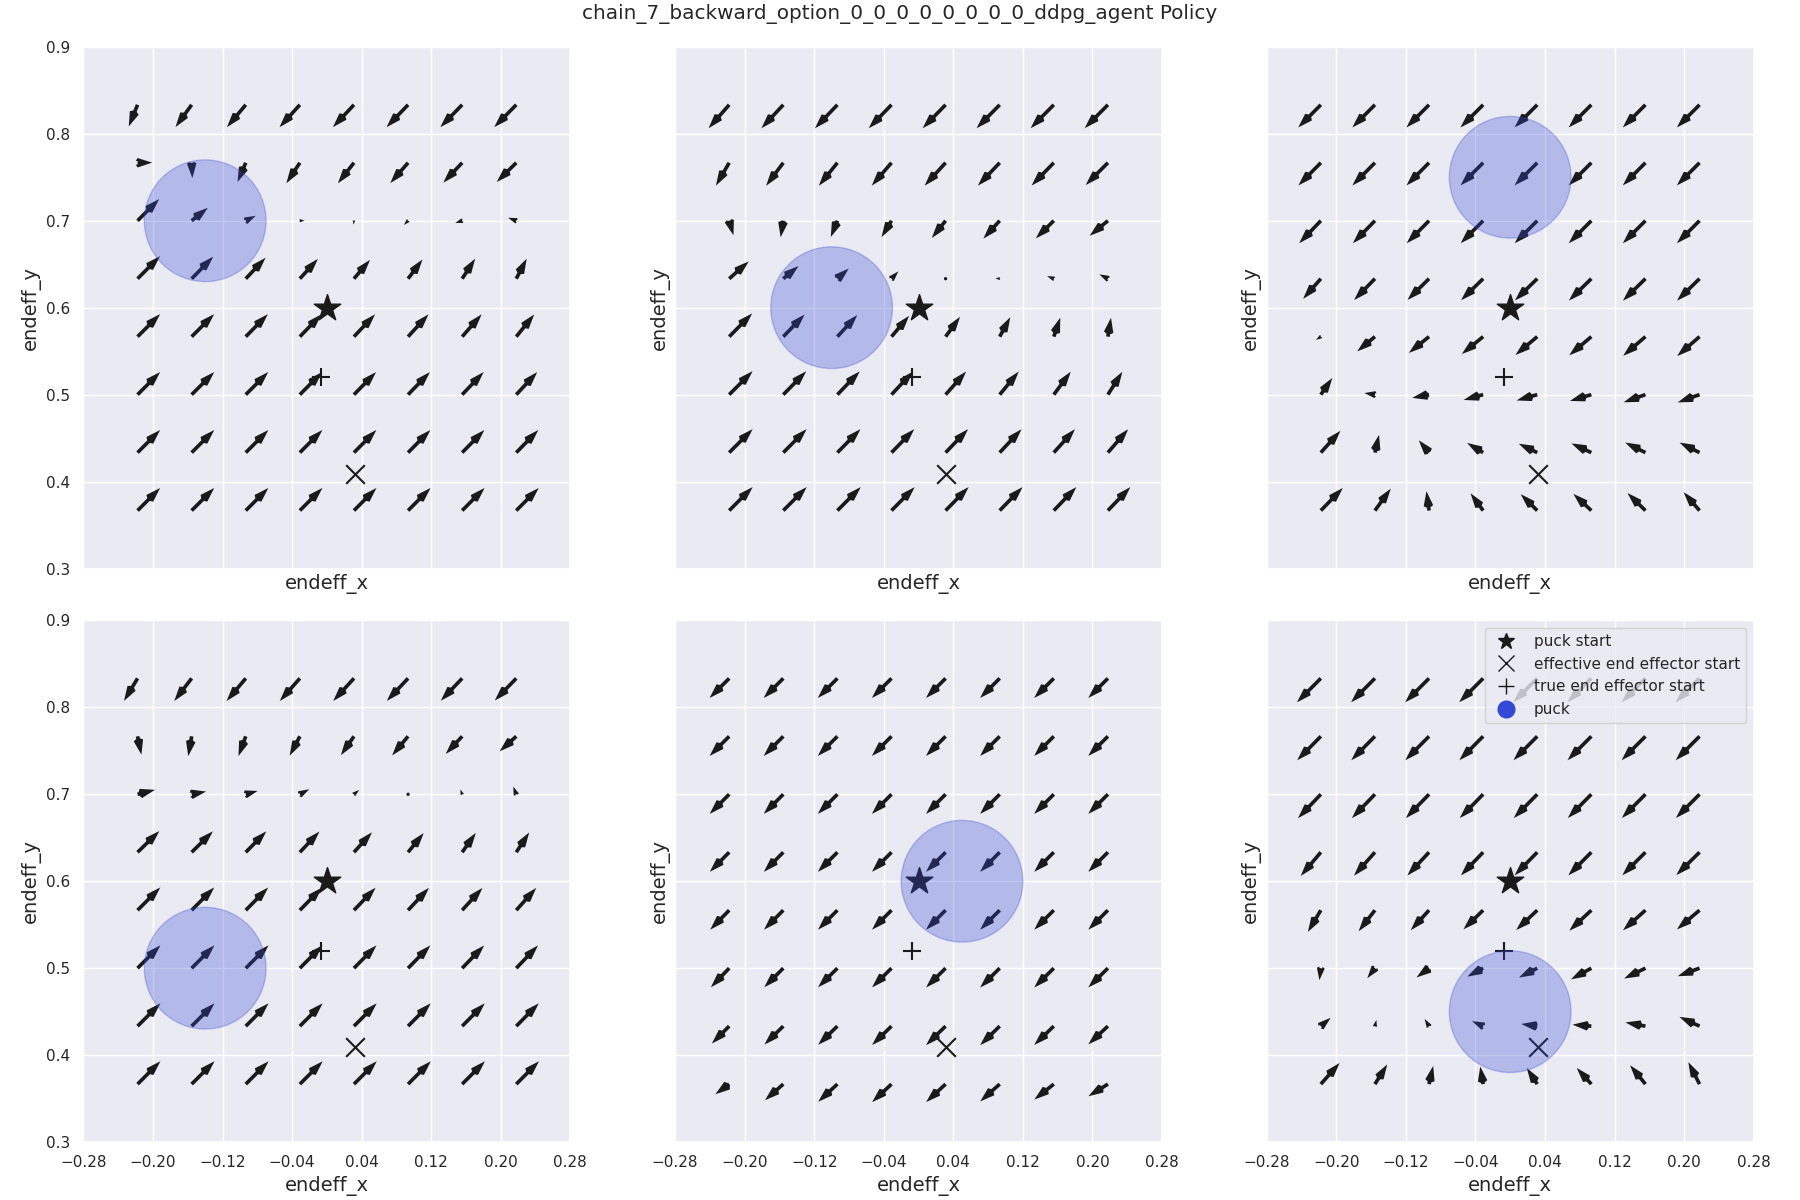 chain_7_backward_option_0_0_0_0_0_0_0_0_ddpg_agent Policy
0.9
0.8
0.7
0.6
0.5
0.4
0.3
endeff_y
endeff_x
endeff_y
endeff_x
endeff_y
endeff_x
0.9
0.8
0.7
0.6
0.5
0.4
0.3
endeff_y
−0.28 −0.20 −0.12 −0.04 0.04 0.12 0.20 0.28
endeff_x
endeff_y
−0.28 −0.20 −0.12 −0.04 0.04 0.12 0.20 0.28
endeff_x
puck start
effective end effector start
true end effector start
puck
endeff_y
−0.28 −0.20 −0.12 −0.04 0.04 0.12 0.20 0.28
endeff_x